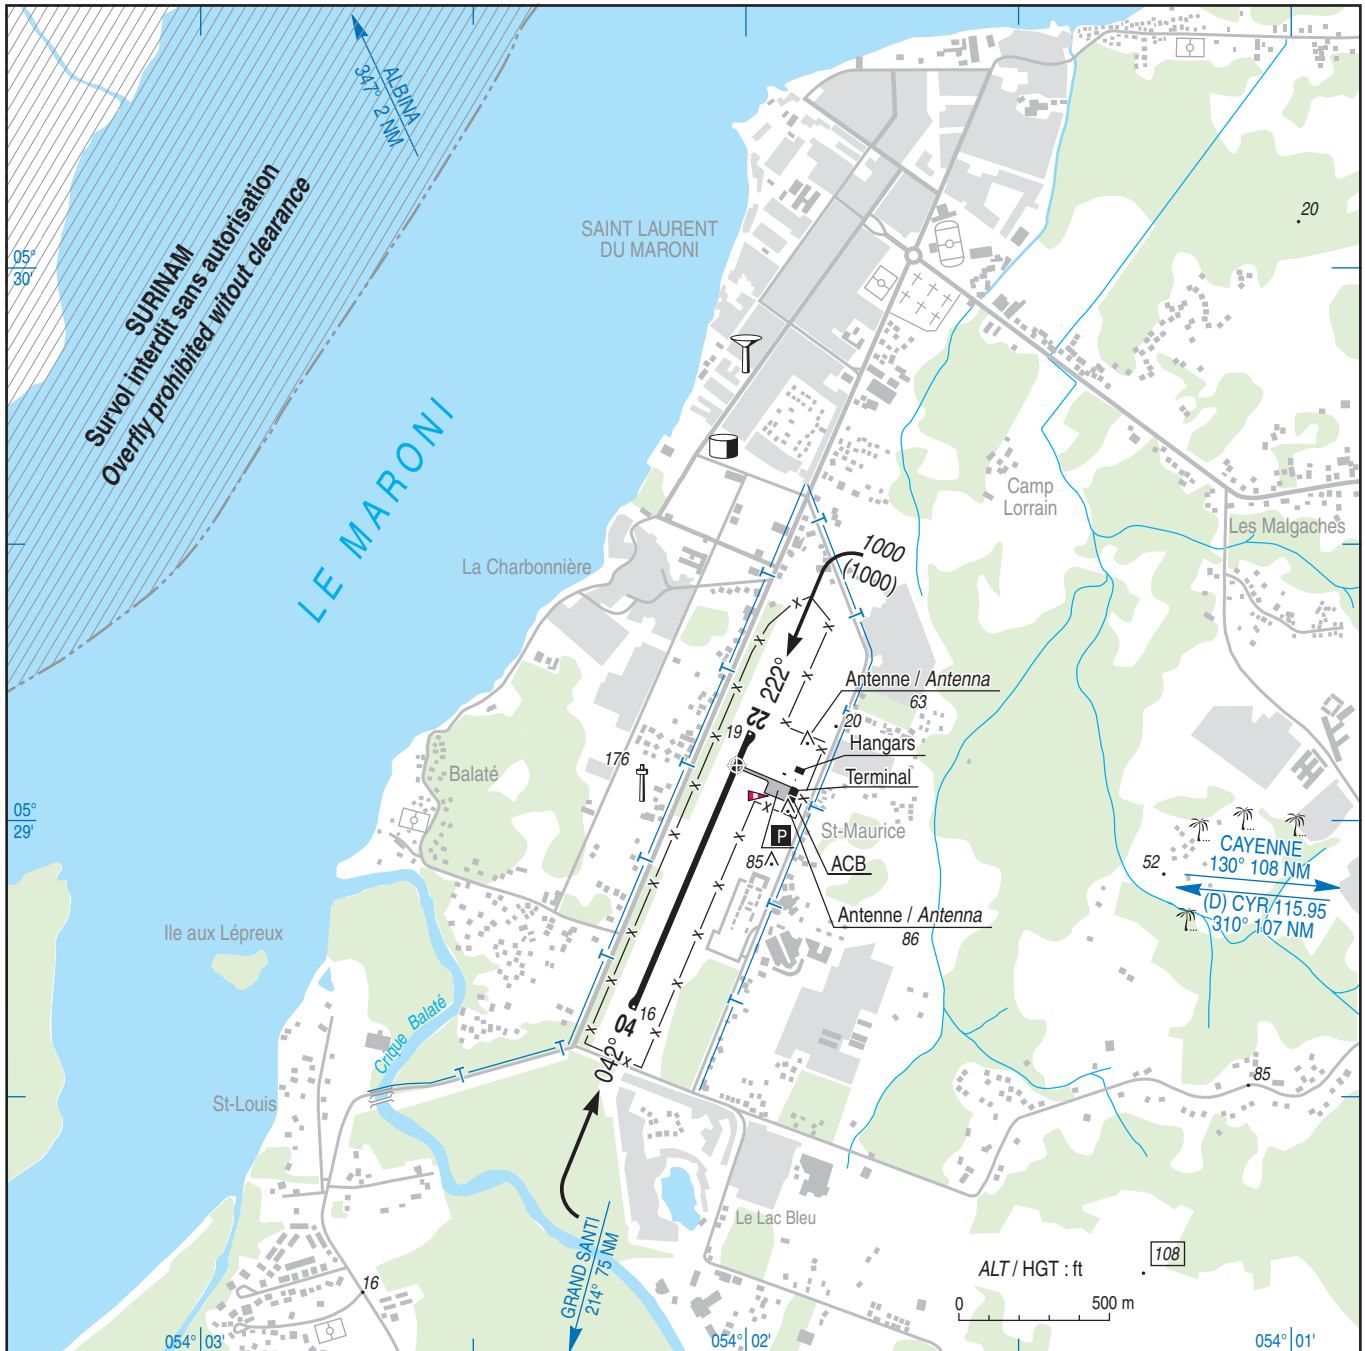 ALBINA
347° 2 NM
SURINAM
Survol interdit sans autorisation
Overfly prohibited witout clearance
SAINT LAURENT
DU MARONI
20
05°
30'
LE MARONI
Camp
Lorrain
Les Malgaches
La Charbonnière
1000
(1000)
T
T
T
T
T
T
T
T
T
T
T
T
T
222°
22
19
Antenne / Antenna
63
20
Hangars
Terminal
176
Balaté
05°
29'
P
St-Maurice
85
ACB
Antenne / Antenna
86
52
CAYENNE
130° 108 NM
(D) CYR 115.95
310° 107 NM
Ile aux Lépreux
Crique Balaté
16
04
042°
St-Louis
85
Le Lac Bleu
GRAND SANTI
214° 75 NM
16
ALT / HGT : ft
108
0 500 m
054° 03'
054° 02'
054° 01'